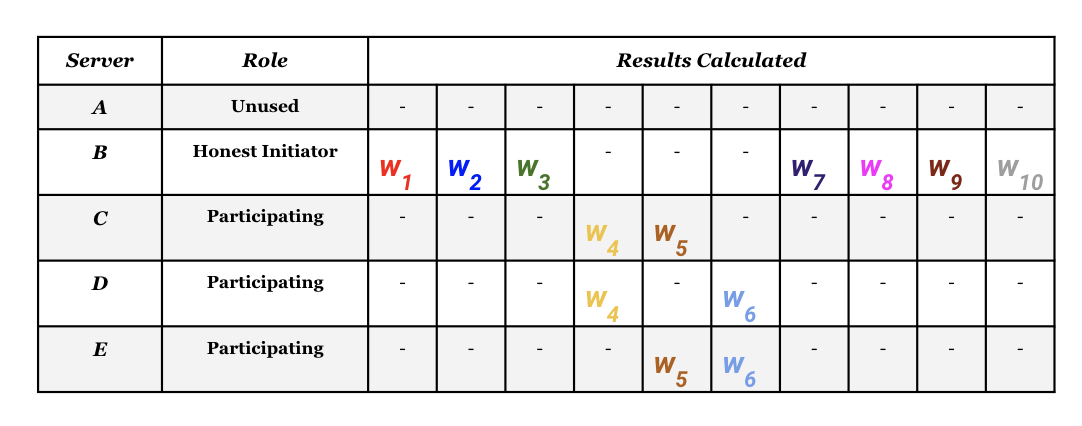 Server Role Results Calculated
A Unused - - - - - - - - - -
B Honest Initiator w1 w2 w3 - - - w7 w8 w9 w10
C Participating - - - w4 w5 - - - - -
D Participating - - - w4 - w6 - - - -
E Participating - - - - w5 w6 - - - -